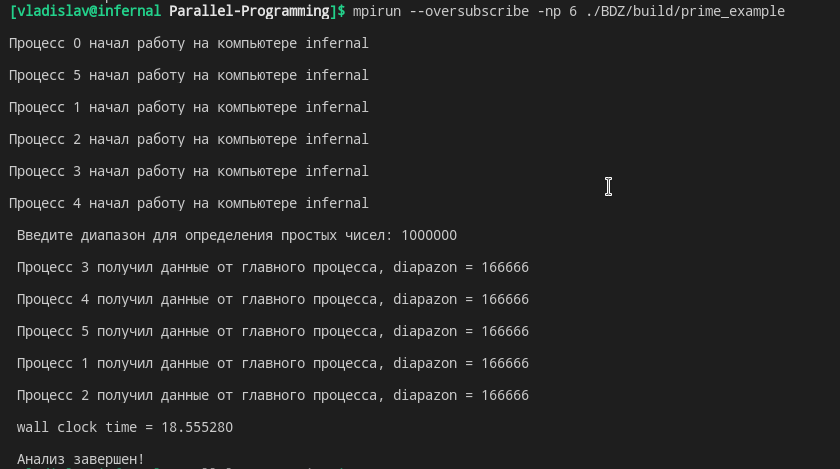 [vladislav@infernal Parallel-Programming]$ mpirun --oversubscribe -np 6 ./BDZ/build/prime_example
Процесс 0 начал работу на компьютере infernal
Процесс 5 начал работу на компьютере infernal
Процесс 1 начал работу на компьютере infernal
Процесс 2 начал работу на компьютере infernal
Процесс 3 начал работу на компьютере infernal
Процесс 4 начал работу на компьютере infernal
Введите диапазон для определения простых чисел: 1000000
Процесс 3 получил данные от главного процесса, diapazon = 166666
Процесс 4 получил данные от главного процесса, diapazon = 166666
Процесс 5 получил данные от главного процесса, diapazon = 166666
Процесс 1 получил данные от главного процесса, diapazon = 166666
Процесс 2 получил данные от главного процесса, diapazon = 166666
wall clock time = 18.555280
Анализ завершен!